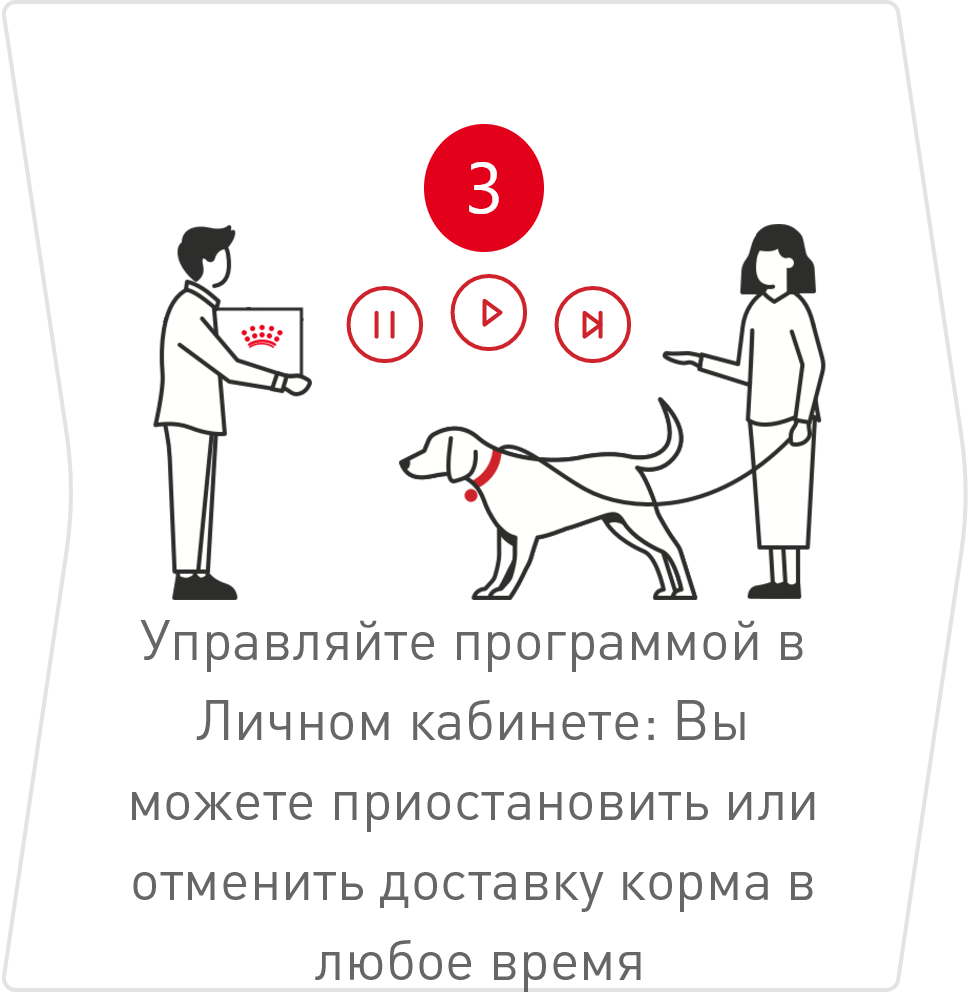 3
Управляйте программой в
Личном кабинете: Вы
можете приостановить или
отменить доставку корма в
любое время